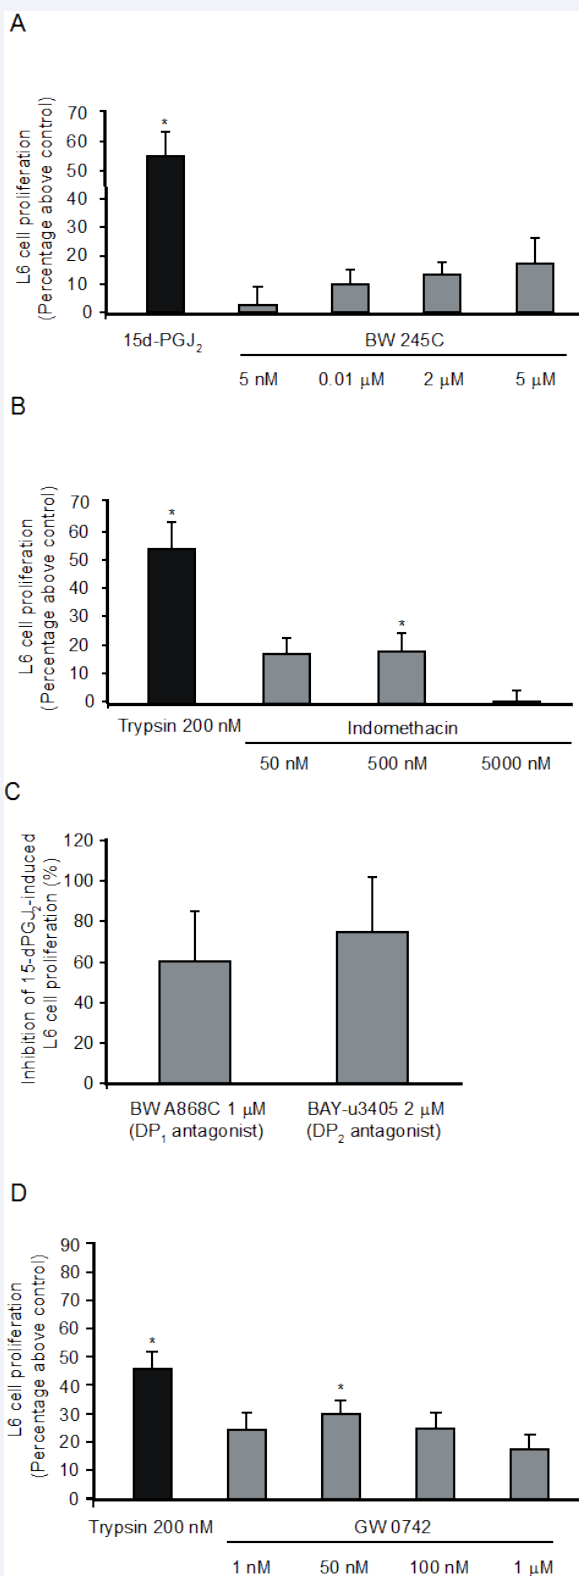 A
L6 cell proliferation
(Percentage above control)
70
60
50
40
30
20
10
0
*
15d-PGJ₂
BW 245C
5 nM 0.01 µM 2 µM 5 µM
B
L6 cell proliferation
(Percentage above control)
70
60
50
40
30
20
10
0
*
*
Trypsin 200 nM
Indomethacin
50 nM 500 nM 5000 nM
C
Inhibition of 15-dPGJ₂-induced
L6 cell proliferation (%)
120
100
80
60
40
20
0
BW A868C 1 µM BAY-u3405 2 µM
(DP₁ antagonist) (DP₂ antagonist)
D
L6 cell proliferation
(Percentage above control)
90
80
70
60
50
40
30
20
10
0
*
*
Trypsin 200 nM
GW 0742
1 nM 50 nM 100 nM 1 µM